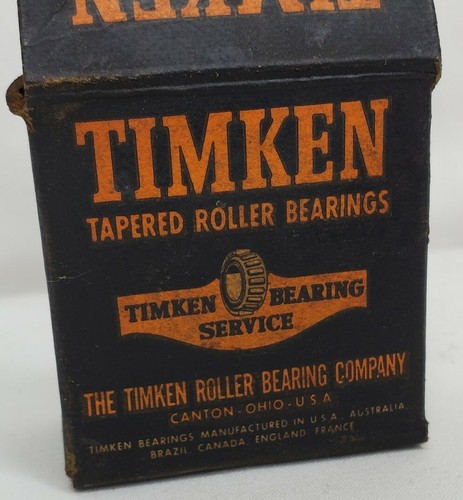 TIMKEN
TIMKEN
TAPERED ROLLER BEARINGS
TIMKEN BEARING
SERVICE
THE TIMKEN ROLLER BEARING COMPANY
CANTON-OHIO-U.S.A.
TIMKEN BEARINGS MANUFACTURED IN U.S.A., AUSTRALIA,
BRAZIL, CANADA, ENGLAND, FRANCE